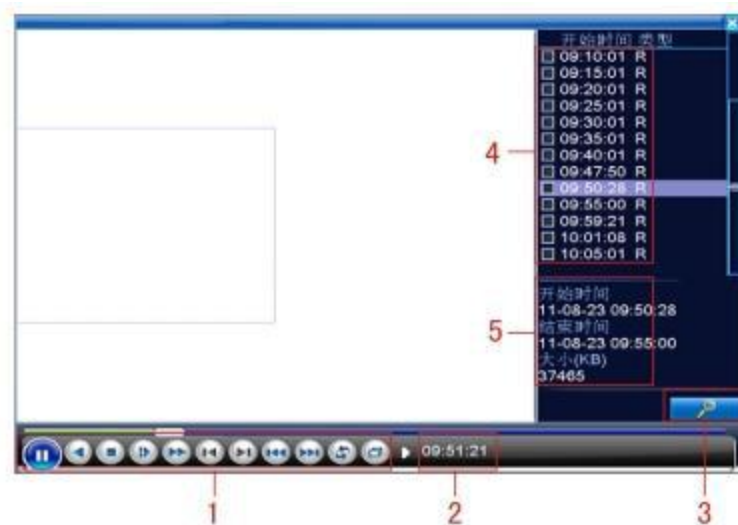 开始时间 类型
09:10:01 R
09:15:01 R
09:20:01 R
09:25:01 R
09:30:01 R
09:35:01 R
09:40:01 R
09:47:50 R
09:50:28 R
09:55:00 R
09:59:21 R
10:01:08 R
10:05:01 R
4
开始时间
11-08-23 09:50:28
结束时间
11-08-23 09:55:00
大小(KB)
37465
5
09:51:21
1
2
3